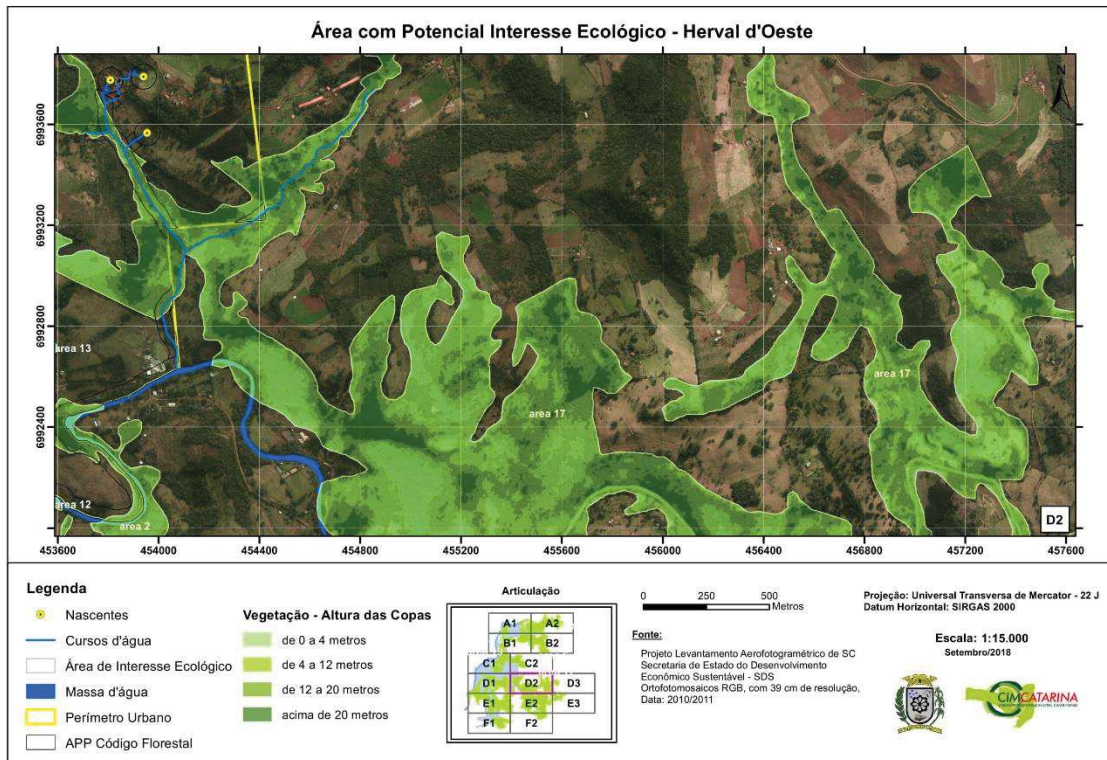 Área com Potencial Interesse Ecológico - Herval d'Oeste
N
6993600
6993200
6992800
6992400
area 13
area 17
area 17
area 12
area 2
D2
453600 454000 454400 454800 455200 455600 456000 456400 456800 457200 457600
Legenda
Nascentes
Cursos d'água
Área de Interesse Ecológico
Massa d'água
Perímetro Urbano
APP Código Florestal
Vegetação - Altura das Copas
de 0 a 4 metros
de 4 a 12 metros
de 12 a 20 metros
acima de 20 metros
Articulação
A1 A2
B1 B2
C1 C2
D1 D2 D3
E1 E2 E3
F1 F2
0 250 500
Metros
Fonte:
Projeto Levantamento Aerofotogramétrico de SC
Secretaria de Estado do Desenvolvimento
Econômico Sustentável - SDS
Ortofotomosaicos RGB, com 39 cm de resolução,
Data: 2010/2011
Projeção: Universal Transversa de Mercator - 22 J
Datum Horizontal: SIRGAS 2000
Escala: 1:15.000
Setembro/2018
CIMCATARINA